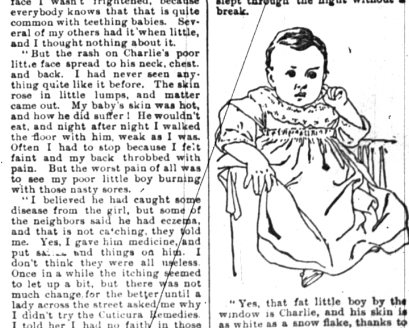 face I wasn't frightened, because
everybody knows that that is quite
common with teething babies. Sev-
eral of my others had it when little,
and I thought nothing about it.
"But the rash on Charlie's poor
little face spread to his neck, chest
and back. I had never seen any-
thing quite like it before. The skin
rose in little lumps, and matter
came out. My baby's skin was hot,
and how he did suffer! He wouldn't
eat, and night after night I walked
the floor with him, weak as I was.
Often I had to stop because I felt
faint and my back throbbed with
pain. But the worst pain of all was
to see my poor little boy burning
with those nasty sores.
"I believed he had caught some
disease from the girl, but some of
the neighbors said he had eczema,
and that is not catching, they told
me. Yes, I gave him medicine, and
put and things on him. I
don't think they were all useless.
Once in a while the itching seemed
to let up a bit, but there was not
much change for the better until a
lady across the street asked me why
I didn't try the Cuticura Remedies.
I told her I had no faith in those
slept through the night without a
break.
"Yes, that fat little boy by the
window is Charlie, and his skin is
as white as a snow flake, thanks to